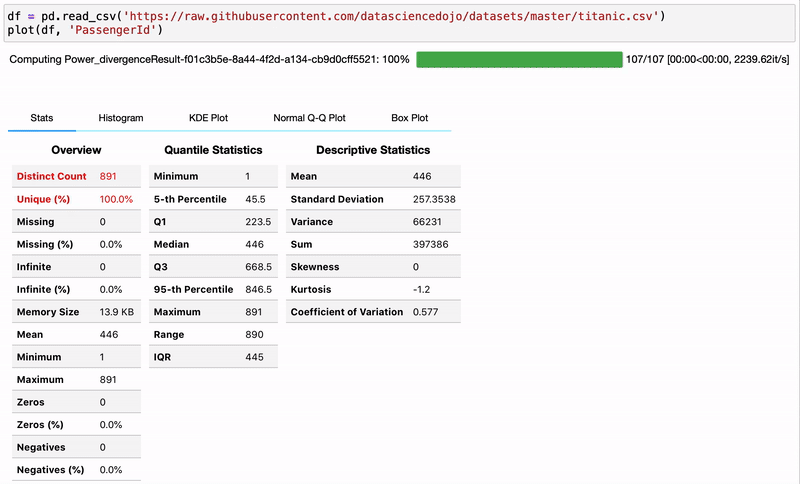 df = pd.read_csv('https://raw.githubusercontent.com/datasciencedojo/datasets/master/titanic.csv')
plot(df, 'PassengerId')
Computing Power_divergenceResult-f01c3b5e-8a44-4f2d-a134-cb9d0cff5521: 100% 107/107 [00:00<00:00, 2239.62it/s]
Stats Histogram KDE Plot Normal Q-Q Plot Box Plot
Overview
Distinct Count 891
Unique (%) 100.0%
Missing 0
Missing (%) 0.0%
Infinite 0
Infinite (%) 0.0%
Memory Size 13.9 KB
Mean 446
Minimum 1
Maximum 891
Zeros 0
Zeros (%) 0.0%
Negatives 0
Negatives (%) 0.0%
Quantile Statistics
Minimum 1
5-th Percentile 45.5
Q1 223.5
Median 446
Q3 668.5
95-th Percentile 846.5
Maximum 891
Range 890
IQR 445
Descriptive Statistics
Mean 446
Standard Deviation 257.3538
Variance 66231
Sum 397386
Skewness 0
Kurtosis -1.2
Coefficient of Variation 0.577